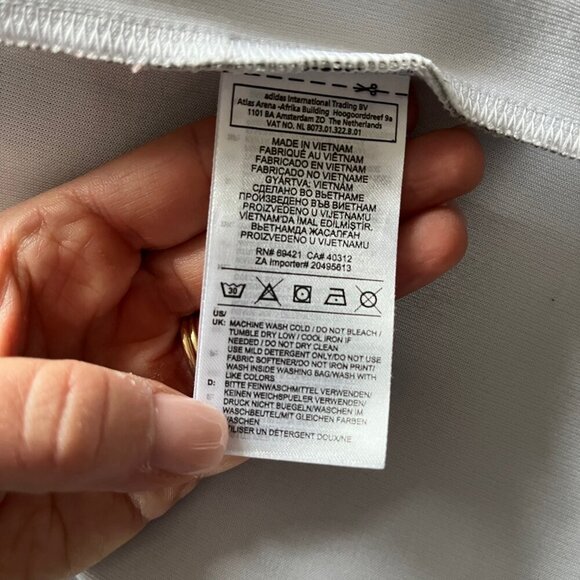 adidas International Trading BV
Atlas Arena -Afrika Building Hoogoorddreef 9a
1101 BA Amsterdam ZO The Netherlands
VAT NO. NL 8073.01.322.B.01
MADE IN VIETNAM
FABRIQUÉ AU VIÊTNAM
FABRICADO EN VIETNAM
FABRICADO NO VIETNAME
GYÁRTVA: VIETNÁM
СДЕЛАНО ВО ВЬЕТНАМЕ
ПРОИЗВЕДЕНО ВЪВ ВИЕТНАМ
PROIZVEDENO U VIJETNAMU
VIETNAM'DA İMAL EDİLMİŞTİR.
ВЬЕТНАМДА ЖАСАЛҒАН
PROIZVEDENO U VIJETNAMU
RN# 69421 CA# 40312
ZA Importer# 20495613
30
US/
UK: MACHINE WASH COLD / DO NOT BLEACH /
TUMBLE DRY LOW / COOL IRON IF
NEEDED / DO NOT DRY CLEAN
USE MILD DETERGENT ONLY/DO NOT USE
FABRIC SOFTENER/DO NOT IRON PRINT/
WASH INSIDE WASHING BAG/WASH WITH
LIKE COLORS
D: BITTE FEINWASCHMITTEL VERWENDEN/
KEINEN WEICHSPUELER VERWENDEN/
DRUCK NICHT BUEGELN/WASCHEN IM
WASCHBEUTEL/MIT GLEICHEN FARBEN
WASCHEN
UTILISER UN DÉTERGENT DOUX/NE